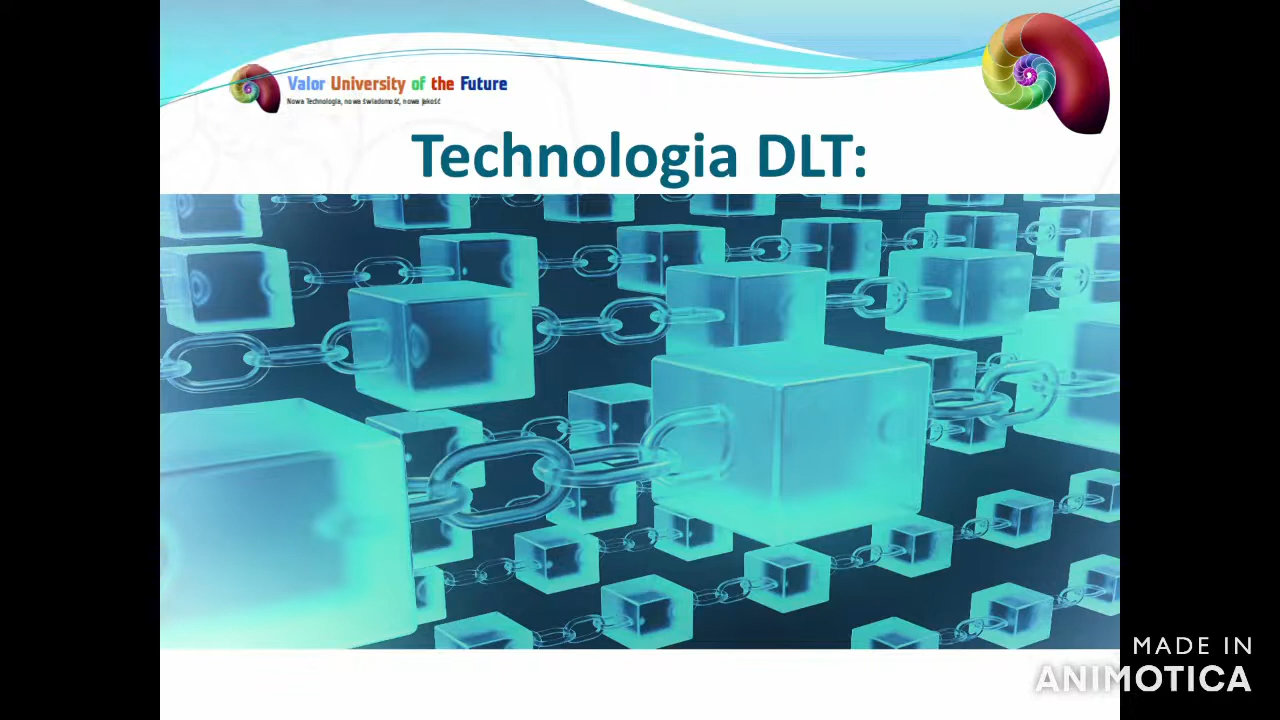 Valor University of the Future
Nowa Technologia, nowa świadomość, nowa jakość
Technologia DLT:
MADE IN
ANIMOTICA